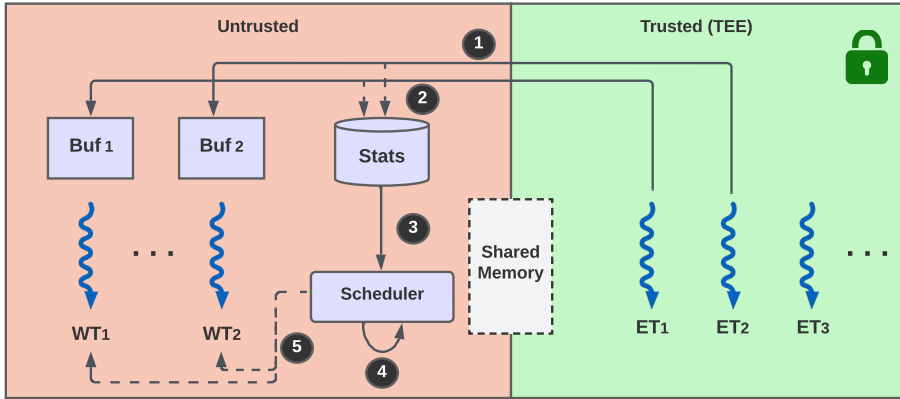 Untrusted
Trusted (TEE)
1
2
Buf 1
Buf 2
Stats
3
Shared
Memory
Scheduler
WT1
WT2
5
4
ET1
ET2
ET3
. . .
. . .